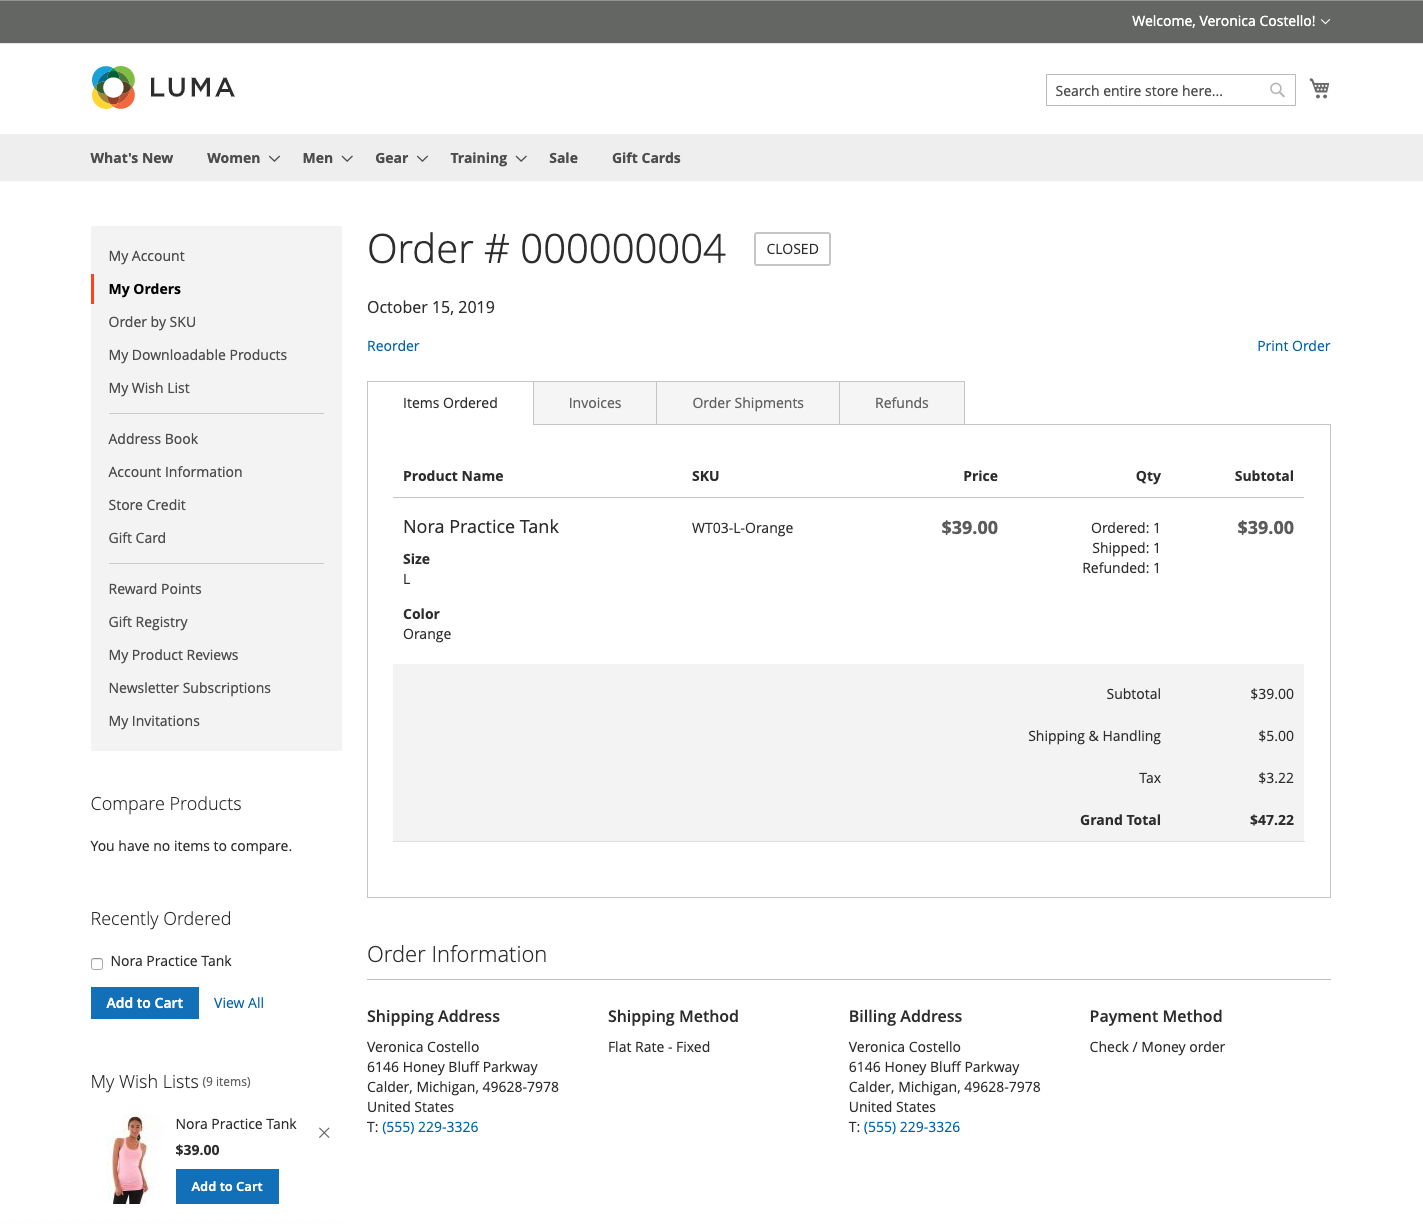 Welcome, Veronica Costello!
LUMA
Search entire store here...
What's New Women Men Gear Training Sale Gift Cards
My Account
My Orders
Order by SKU
My Downloadable Products
My Wish List
Address Book
Account Information
Store Credit
Gift Card
Reward Points
Gift Registry
My Product Reviews
Newsletter Subscriptions
My Invitations
Compare Products
You have no items to compare.
Recently Ordered
Nora Practice Tank
Add to Cart View All
My Wish Lists (9 items)
Nora Practice Tank
$39.00
Add to Cart
Order # 000000004 CLOSED
October 15, 2019
Reorder Print Order
Items Ordered Invoices Order Shipments Refunds
Product Name SKU Price Qty Subtotal
Nora Practice Tank WT03-L-Orange $39.00 Ordered: 1 $39.00
Shipped: 1
Refunded: 1
Size
L
Color
Orange
Subtotal $39.00
Shipping & Handling $5.00
Tax $3.22
Grand Total $47.22
Order Information
Shipping Address
Veronica Costello
6146 Honey Bluff Parkway
Calder, Michigan, 49628-7978
United States
T: (555) 229-3326
Shipping Method
Flat Rate - Fixed
Billing Address
Veronica Costello
6146 Honey Bluff Parkway
Calder, Michigan, 49628-7978
United States
T: (555) 229-3326
Payment Method
Check / Money order